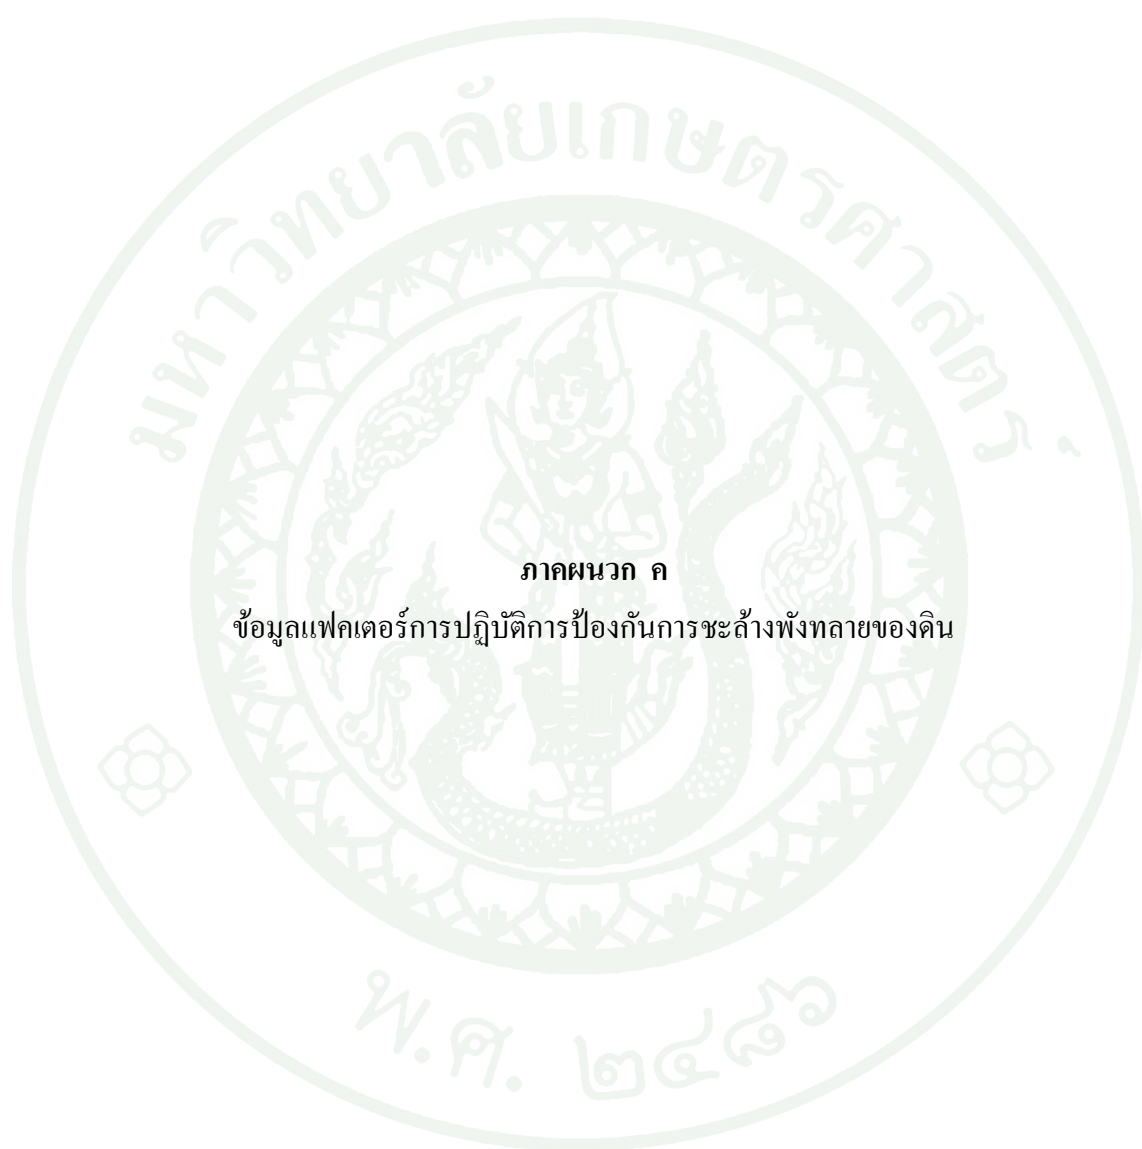 มหาวิทยาลัยเกษตรศาสตร์
ภาคผนวก ค
ข้อมูลแฟคเตอร์การปฏิบัติการป้องกันการชะล้างพังทลายของดิน
พ.ศ. ๒๔๘๖